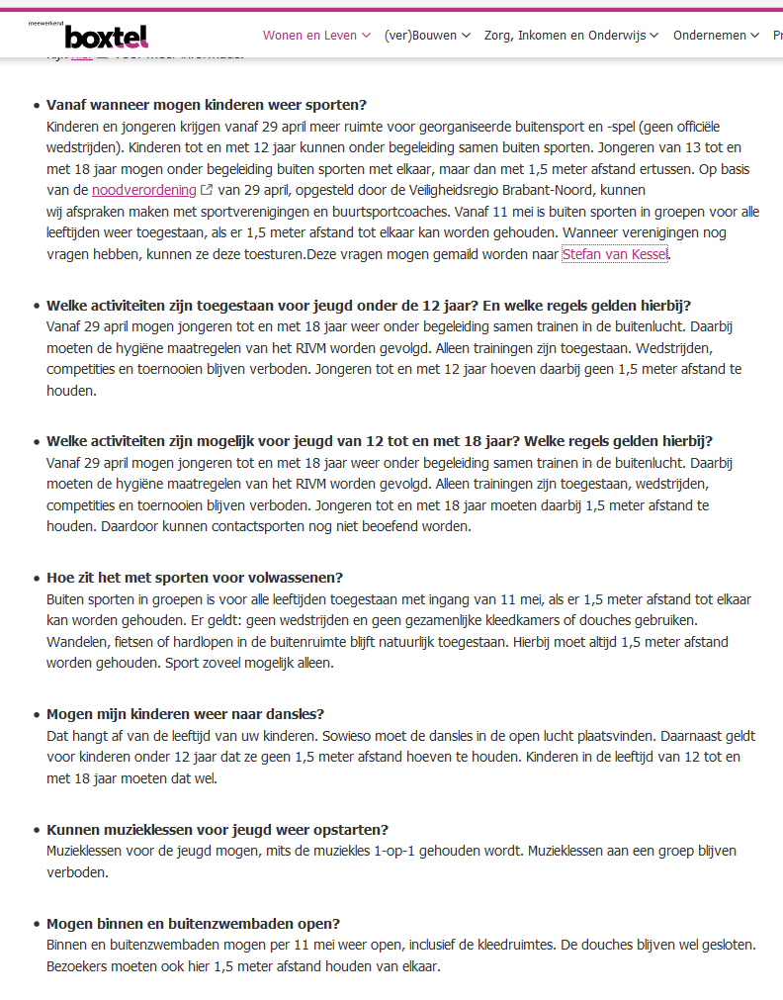 meewerkend
boxtel
Wonen en Leven (ver)Bouwen Zorg, Inkomen en Onderwijs Ondernemen
Vanaf wanneer mogen kinderen weer sporten?
Kinderen en jongeren krijgen vanaf 29 april meer ruimte voor georganiseerde buitensport en -spel (geen officiële
wedstrijden). Kinderen tot en met 12 jaar kunnen onder begeleiding samen buiten sporten. Jongeren van 13 tot en
met 18 jaar mogen onder begeleiding buiten sporten met elkaar, maar dan met 1,5 meter afstand ertussen. Op basis
van de noodverordening van 29 april, opgesteld door de Veiligheidsregio Brabant-Noord, kunnen
wij afspraken maken met sportverenigingen en buurtsportcoaches. Vanaf 11 mei is buiten sporten in groepen voor alle
leeftijden weer toegestaan, als er 1,5 meter afstand tot elkaar kan worden gehouden. Wanneer verenigingen nog
vragen hebben, kunnen ze deze toesturen.Deze vragen mogen gemaild worden naar Stefan van Kessel.
Welke activiteiten zijn toegestaan voor jeugd onder de 12 jaar? En welke regels gelden hierbij?
Vanaf 29 april mogen jongeren tot en met 18 jaar weer onder begeleiding samen trainen in de buitenlucht. Daarbij
moeten de hygiëne maatregelen van het RIVM worden gevolgd. Alleen trainingen zijn toegestaan. Wedstrijden,
competities en toernooien blijven verboden. Jongeren tot en met 12 jaar hoeven daarbij geen 1,5 meter afstand te
houden.
Welke activiteiten zijn mogelijk voor jeugd van 12 tot en met 18 jaar? Welke regels gelden hierbij?
Vanaf 29 april mogen jongeren tot en met 18 jaar weer onder begeleiding samen trainen in de buitenlucht. Daarbij
moeten de hygiëne maatregelen van het RIVM worden gevolgd. Alleen trainingen zijn toegestaan, wedstrijden,
competities en toernooien blijven verboden. Jongeren tot en met 18 jaar moeten daarbij 1,5 meter afstand te
houden. Daardoor kunnen contactsporten nog niet beoefend worden.
Hoe zit het met sporten voor volwassenen?
Buiten sporten in groepen is voor alle leeftijden toegestaan met ingang van 11 mei, als er 1,5 meter afstand tot elkaar
kan worden gehouden. Er geldt: geen wedstrijden en geen gezamenlijke kleedkamers of douches gebruiken.
Wandelen, fietsen of hardlopen in de buitenruimte blijft natuurlijk toegestaan. Hierbij moet altijd 1,5 meter afstand
worden gehouden. Sport zoveel mogelijk alleen.
Mogen mijn kinderen weer naar dansles?
Dat hangt af van de leeftijd van uw kinderen. Sowieso moet de dansles in de open lucht plaatsvinden. Daarnaast geldt
voor kinderen onder 12 jaar dat ze geen 1,5 meter afstand hoeven te houden. Kinderen in de leeftijd van 12 tot en
met 18 jaar moeten dat wel.
Kunnen muzieklessen voor jeugd weer opstarten?
Muzieklessen voor de jeugd mogen, mits de muziekles 1-op-1 gehouden wordt. Muzieklessen aan een groep blijven
verboden.
Mogen binnen en buitenzwembaden open?
Binnen en buitenzwembaden mogen per 11 mei weer open, inclusief de kleedruimtes. De douches blijven wel gesloten.
Bezoekers moeten ook hier 1,5 meter afstand houden van elkaar.